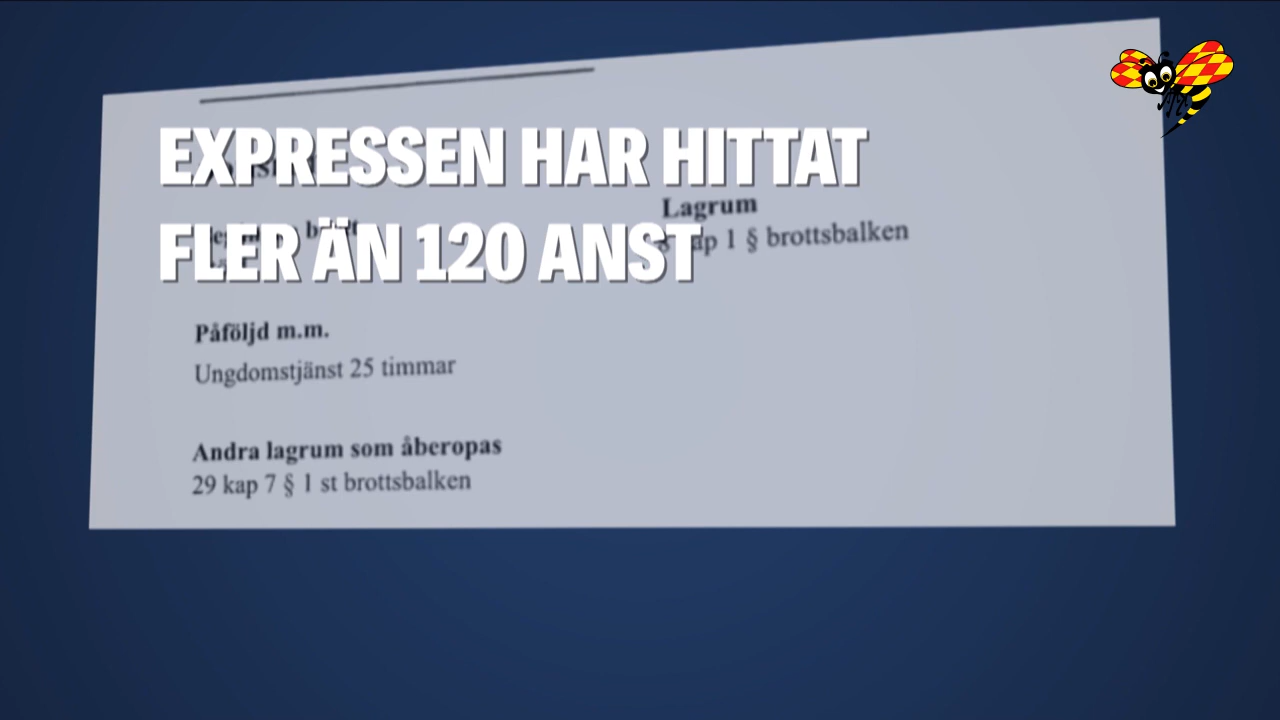 EXPRESSEN HAR HITTAT
FLER ÄN 120 ANST
Lagrum
1 § brottsbalken
Påföljd m.m.
Ungdomstjänst 25 timmar
Andra lagrum som åberopas
29 kap 7 § 1 st brottsbalken